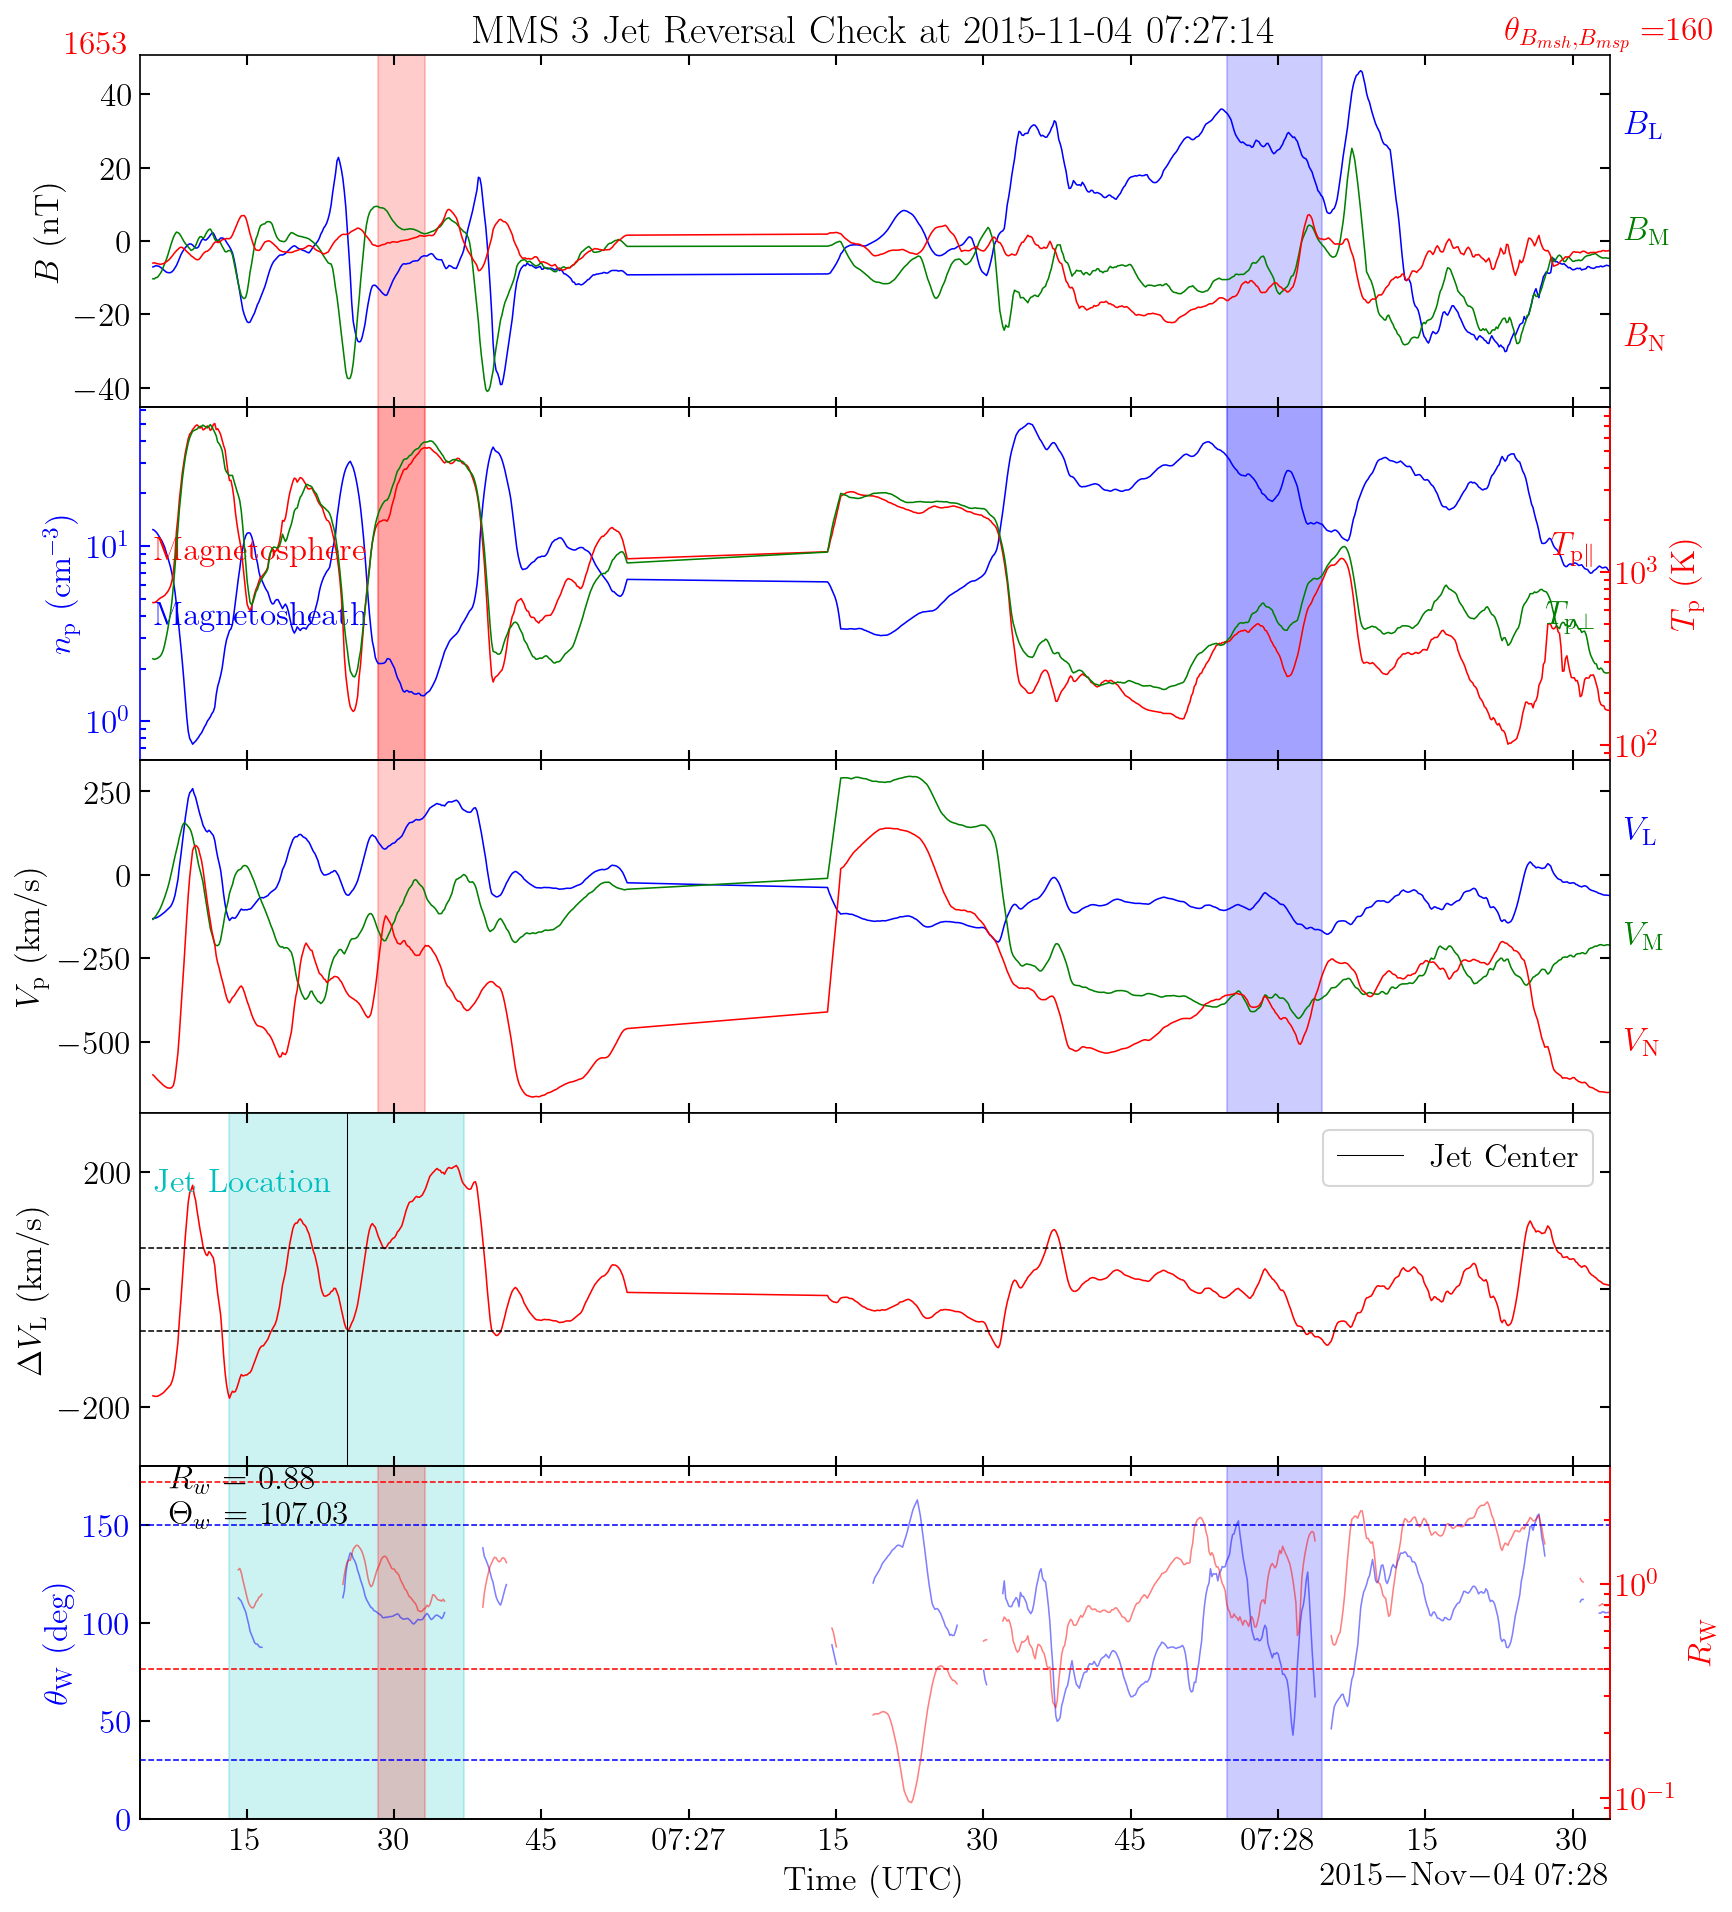 MMS 3 Jet Reversal Check at 2015-11-04 07:27:14
1653
θ_{B_{msh},B_{msp}} =160
40
20
0
−20
−40
B (nT)
B_L
B_M
B_N
10^1
10^0
n_p (cm^{−3})
Magnetosphere
Magnetosheath
T_{p∥}
T_{p⊥}
10^3
10^2
T_p (K)
250
0
−250
−500
V_p (km/s)
V_L
V_M
V_N
200
0
−200
ΔV_L (km/s)
Jet Location
Jet Center
R_w = 0.88
Θ_w = 107.03
150
100
50
0
θ_W (deg)
10^0
10^{−1}
R_W
15 30 45 07:27 15 30 45 07:28 15 30
Time (UTC)
2015−Nov−04 07:28